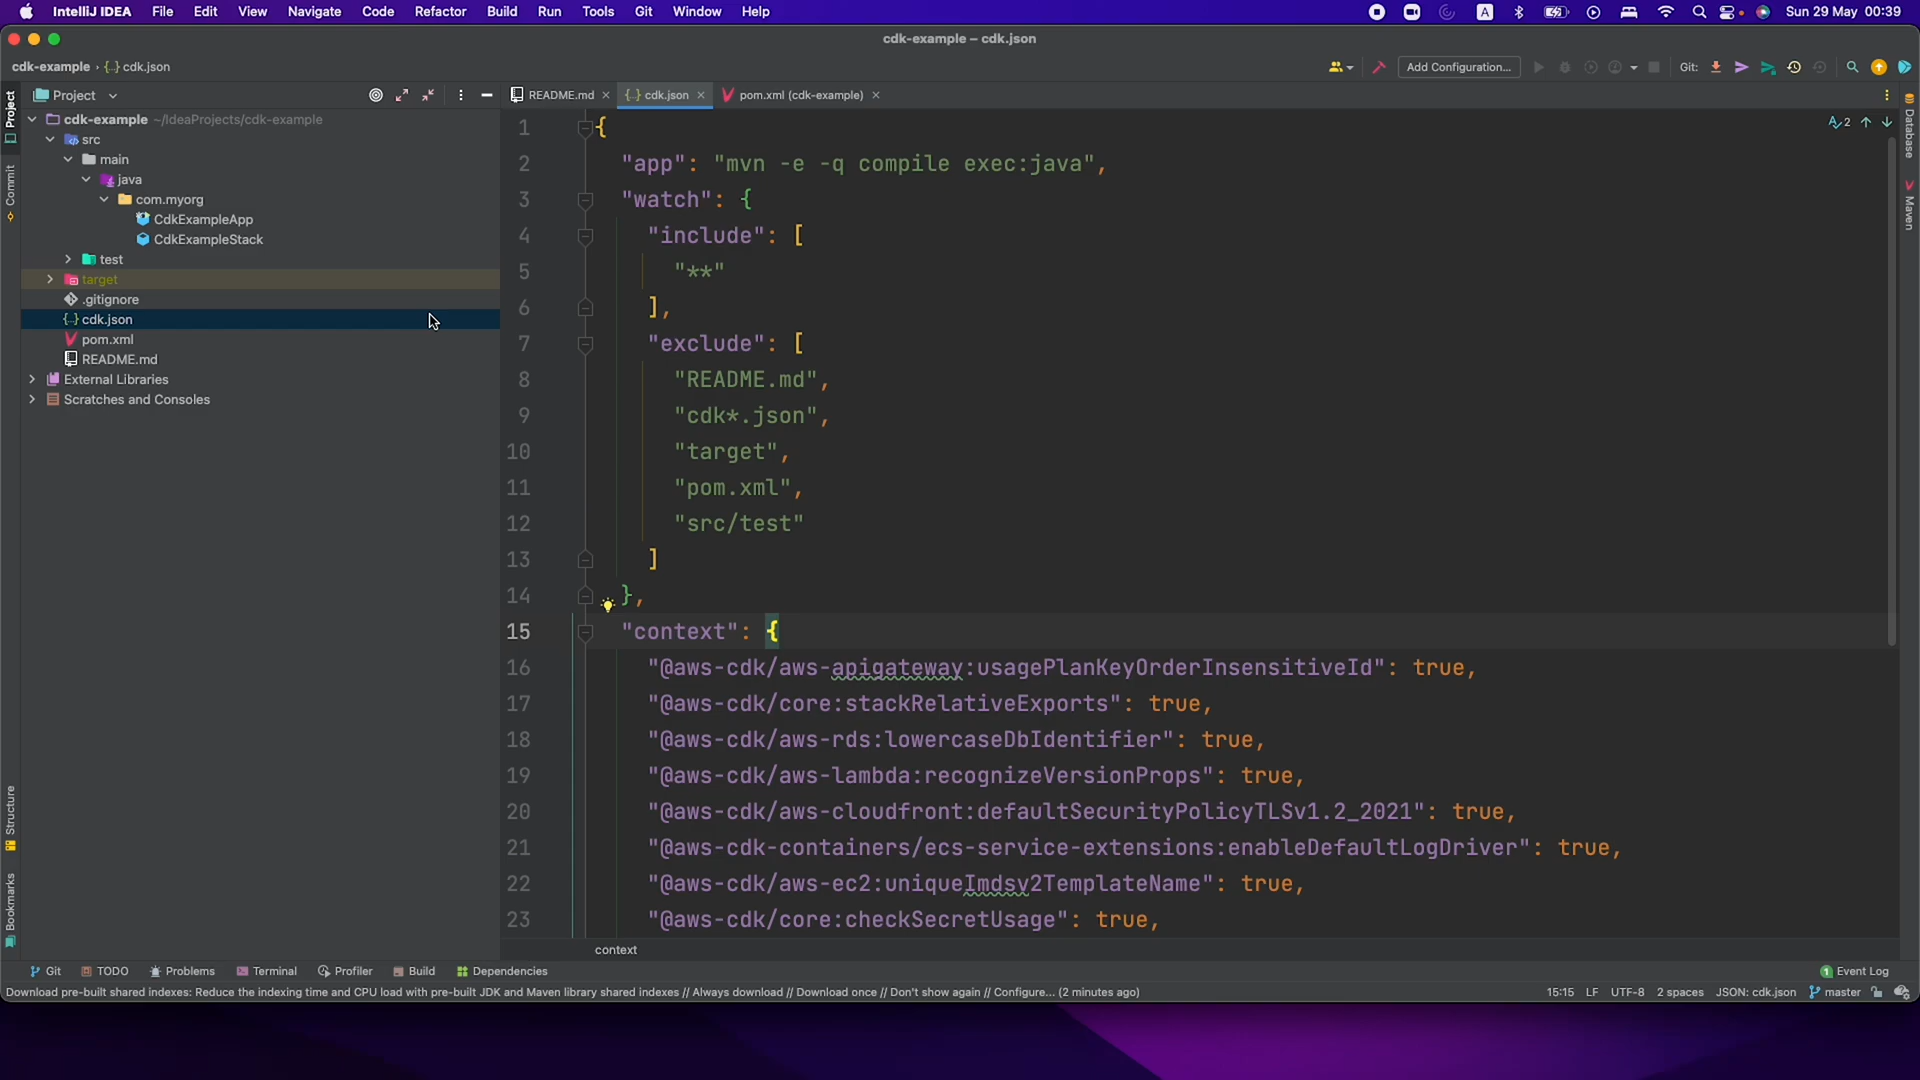 IntelliJ IDEA File Edit View Navigate Code Refactor Build Run Tools Git Window Help A Sun 29 May 00:39
cdk-example – cdk.json
cdk-example › {..} cdk.json Add Configuration... Git:
Project README.md cdk.json pom.xml (cdk-example)
cdk-example ~/IdeaProjects/cdk-example
src
main
java
com.myorg
CdkExampleApp
CdkExampleStack
test
target
.gitignore
cdk.json
pom.xml
README.md
External Libraries
Scratches and Consoles
Project
Commit
Structure
Bookmarks
1 {
2 "app": "mvn -e -q compile exec:java",
3 "watch": {
4 "include": [
5 "**"
6 ],
7 "exclude": [
8 "README.md",
9 "cdk*.json",
10 "target",
11 "pom.xml",
12 "src/test"
13 ]
14 },
15 "context": {
16 "@aws-cdk/aws-apigateway:usagePlanKeyOrderInsensitiveId": true,
17 "@aws-cdk/core:stackRelativeExports": true,
18 "@aws-cdk/aws-rds:lowercaseDbIdentifier": true,
19 "@aws-cdk/aws-lambda:recognizeVersionProps": true,
20 "@aws-cdk/aws-cloudfront:defaultSecurityPolicyTLSv1.2_2021": true,
21 "@aws-cdk-containers/ecs-service-extensions:enableDefaultLogDriver": true,
22 "@aws-cdk/aws-ec2:uniqueImdsv2TemplateName": true,
23 "@aws-cdk/core:checkSecretUsage": true,
2
Database
Maven
context
Git TODO Problems Terminal Profiler Build Dependencies 1 Event Log
Download pre-built shared indexes: Reduce the indexing time and CPU load with pre-built JDK and Maven library shared indexes // Always download // Download once // Don't show again // Configure... (2 minutes ago) 15:15 LF UTF-8 2 spaces JSON: cdk.json master